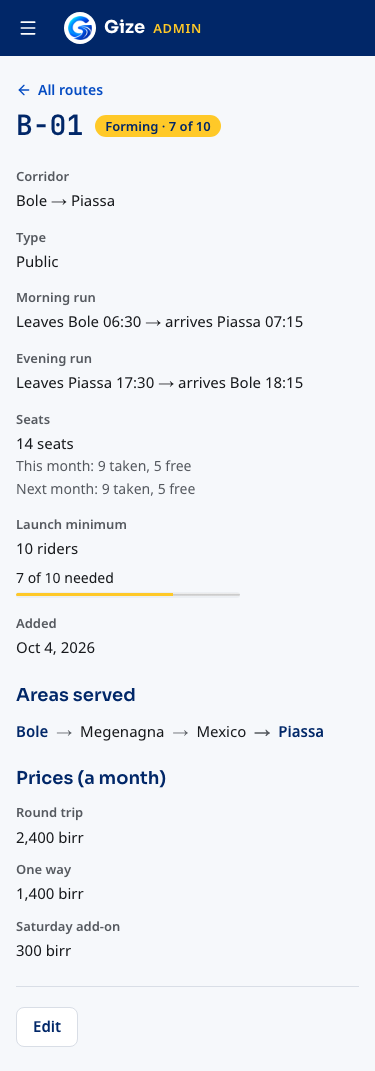 Gize ADMIN
← All routes
B-01 Forming · 7 of 10
Corridor
Bole → Piassa
Type
Public
Morning run
Leaves Bole 06:30 → arrives Piassa 07:15
Evening run
Leaves Piassa 17:30 → arrives Bole 18:15
Seats
14 seats
This month: 9 taken, 5 free
Next month: 9 taken, 5 free
Launch minimum
10 riders
7 of 10 needed
Added
Oct 4, 2026
Areas served
Bole → Megenagna → Mexico → Piassa
Prices (a month)
Round trip
2,400 birr
One way
1,400 birr
Saturday add-on
300 birr
Edit